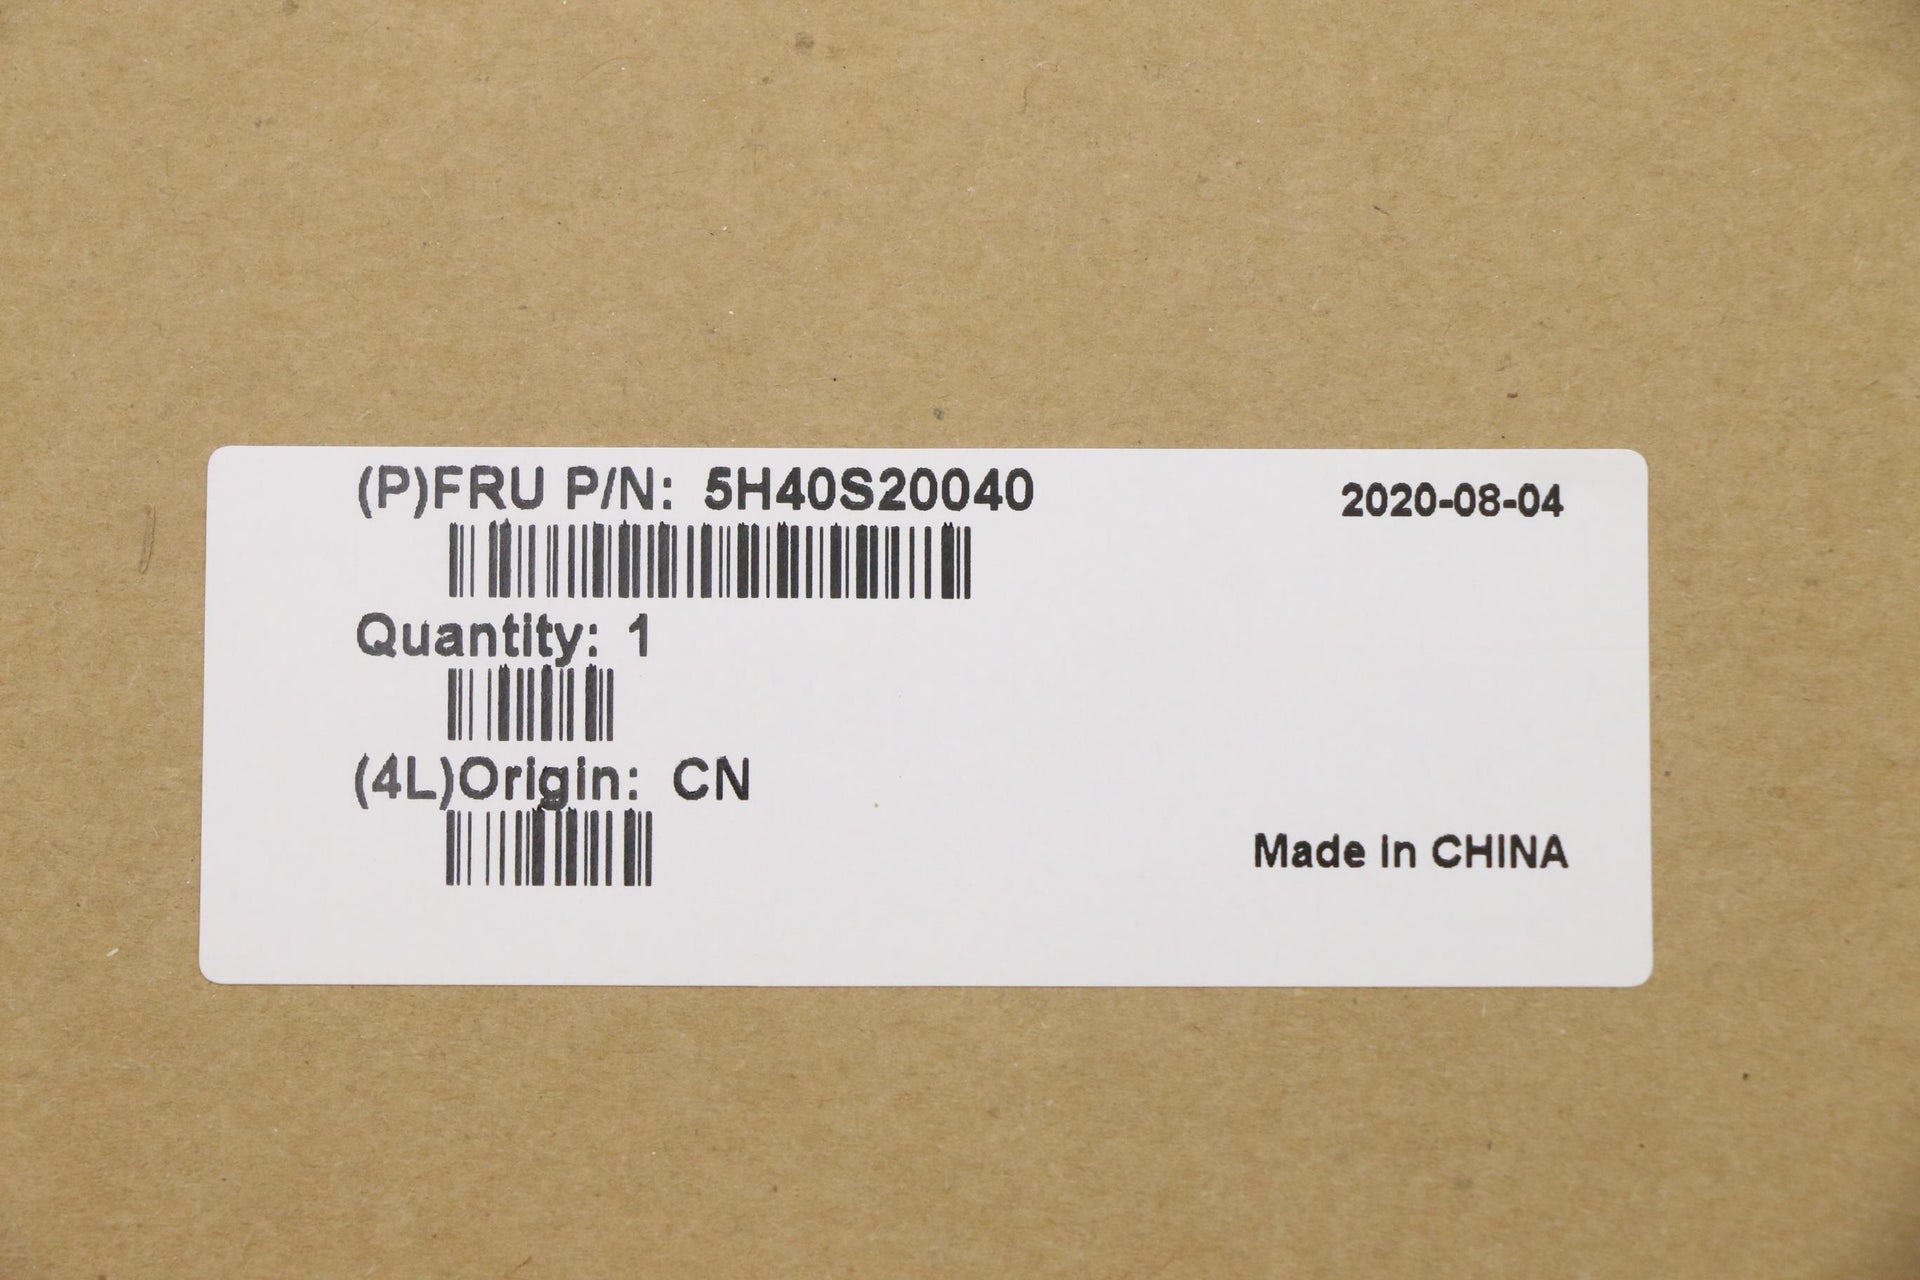 (P)FRU P/N: 5H40S20040
2020-08-04
Quantity: 1
(4L)Origin: CN
Made in CHINA